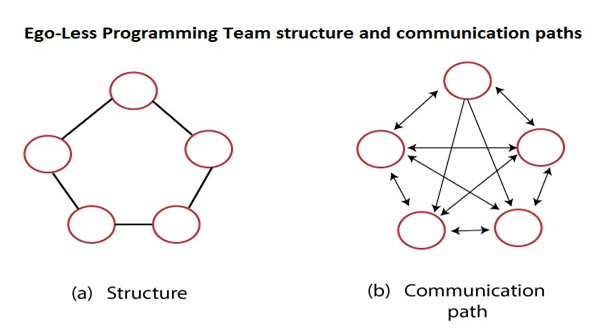 Ego-Less Programming Team structure and communication paths
(a) Structure
(b) Communication
path